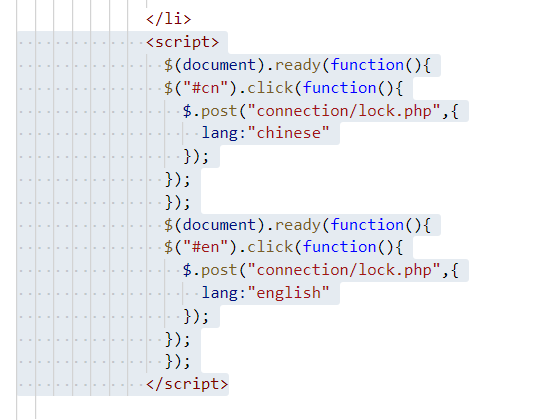 </li>
<script>
$(document).ready(function(){
$("#cn").click(function(){
$.post("connection/lock.php",{
lang:"chinese"
});
});
});
$(document).ready(function(){
$("#en").click(function(){
$.post("connection/lock.php",{
lang:"english"
});
});
});
</script>